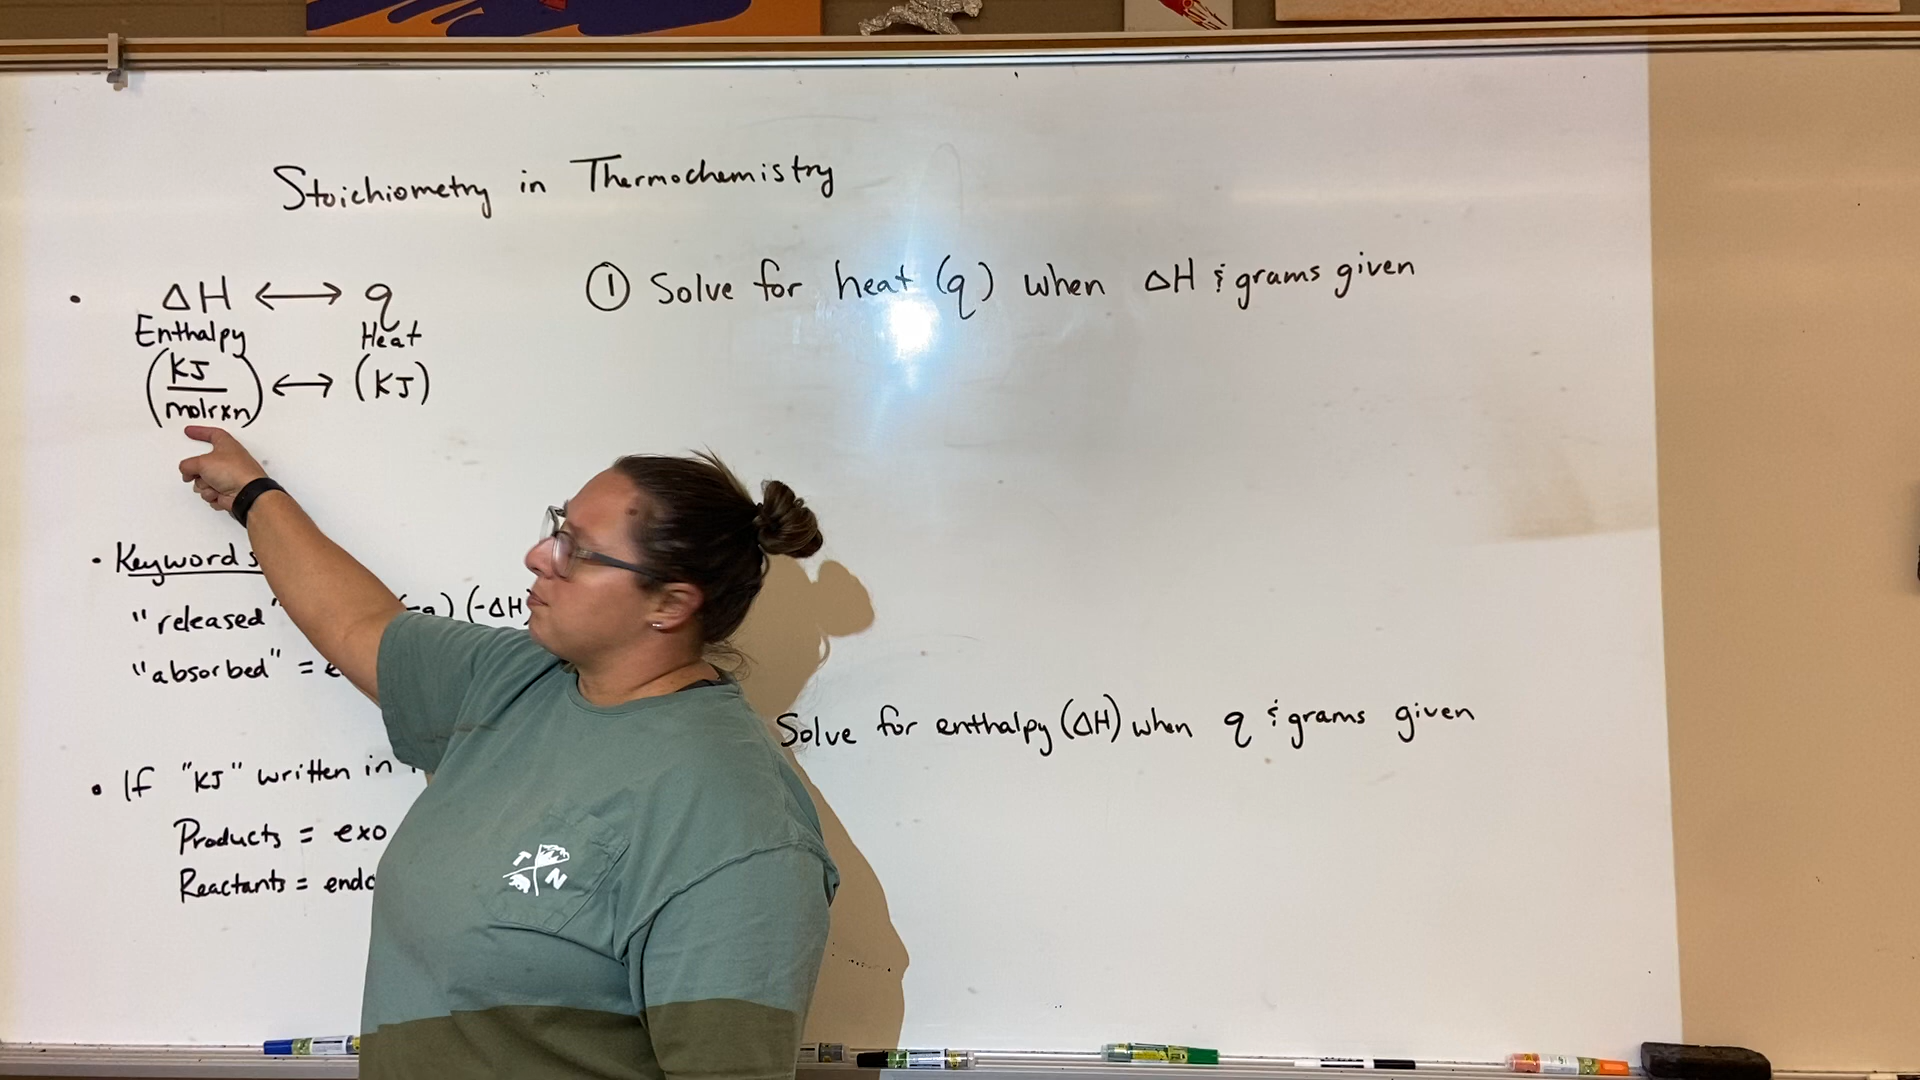 Stoichiometry in Thermochemistry
• ΔH ⟷ q
Enthalpy Heat
(KJ/molrxn) ⟷ (KJ)
• Keywords
"released" -q) (-ΔH)
"absorbed" =
• If "KJ" written in
Products = exo
Reactants = endo
① Solve for heat (q) when ΔH & grams given
Solve for enthalpy (ΔH) when q & grams given
T N